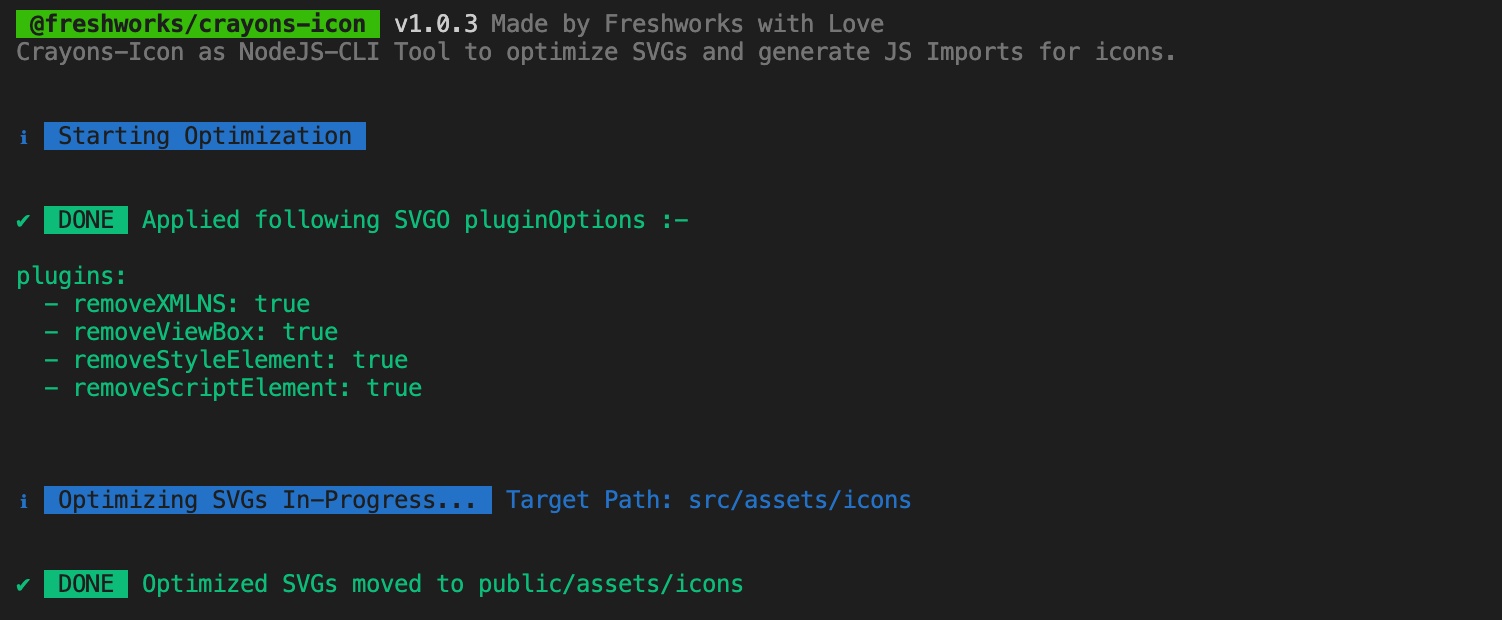 @freshworks/crayons-icon v1.0.3 Made by Freshworks with Love
Crayons-Icon as NodeJS-CLI Tool to optimize SVGs and generate JS Imports for icons.
ℹ Starting Optimization
✔ DONE Applied following SVGO pluginOptions :-
plugins:
- removeXMLNS: true
- removeViewBox: true
- removeStyleElement: true
- removeScriptElement: true
ℹ Optimizing SVGs In-Progress... Target Path: src/assets/icons
✔ DONE Optimized SVGs moved to public/assets/icons